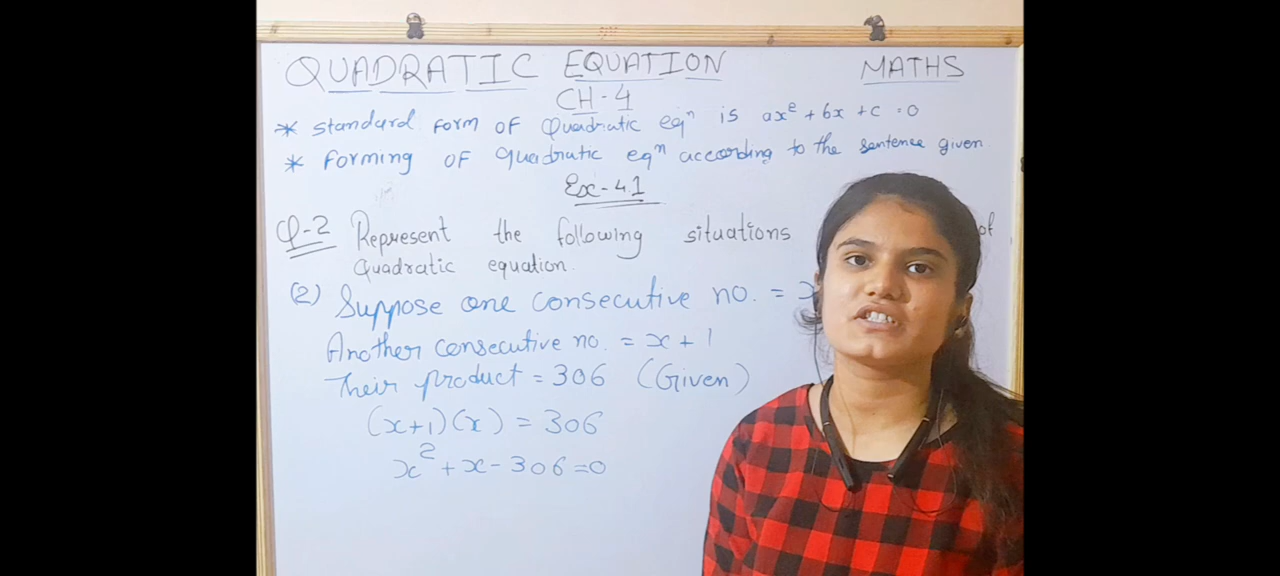 QUADRATIC EQUATION MATHS
CH-4
* Standard form of Quadratic eqⁿ is ax² + bx + c = 0
* Forming of quadratic eqⁿ according to the sentence given
Ex-4.1
Q-2 Represent the following situations of
quadratic equation.
(2) Suppose one consecutive no. = x
Another consecutive no. = x + 1
Their product = 306 (Given)
(x+1)(x) = 306
x² + x - 306 = 0